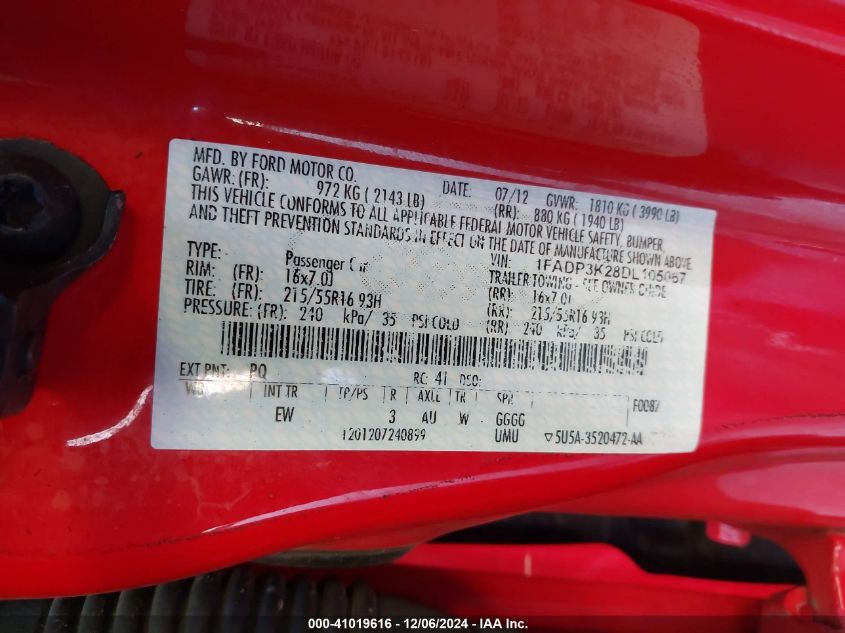 MFD. BY FORD MOTOR CO. DATE: 07/12 GVWR: 1810 KG ( 3990 LB)
GAWR: (FR): 972 KG ( 2143 LB) (RR): 880 KG ( 1940 LB)
THIS VEHICLE CONFORMS TO ALL APPLICABLE FEDERAL MOTOR VEHICLE SAFETY, BUMPER
AND THEFT PREVENTION STANDARDS IN EFFECT ON THE DATE OF MANUFACTURE SHOWN ABOVE
VIN: 1FADP3K28DL105067
TYPE: Passenger Car TRAILER TOWING - SEE OWNER GUIDE
RIM: (FR): 16x7.0J (RR): 16x7.0J
TIRE: (FR): 215/55R16 93H (RR): 215/55R16 93H
PRESSURE: (FR): 240 kPa/ 35 PSI COLD (RR) 240 kPa/ 35 PSI COLD
EXT PNT: PQ RC: 41 DSO:
INT TR TP/PS R AXLE TR SPR F0087
EW 3 AU W GGGG
1201207240899 UMU ▽5U5A-3520472-AA
000-41019616 - 12/06/2024 - IAA Inc.